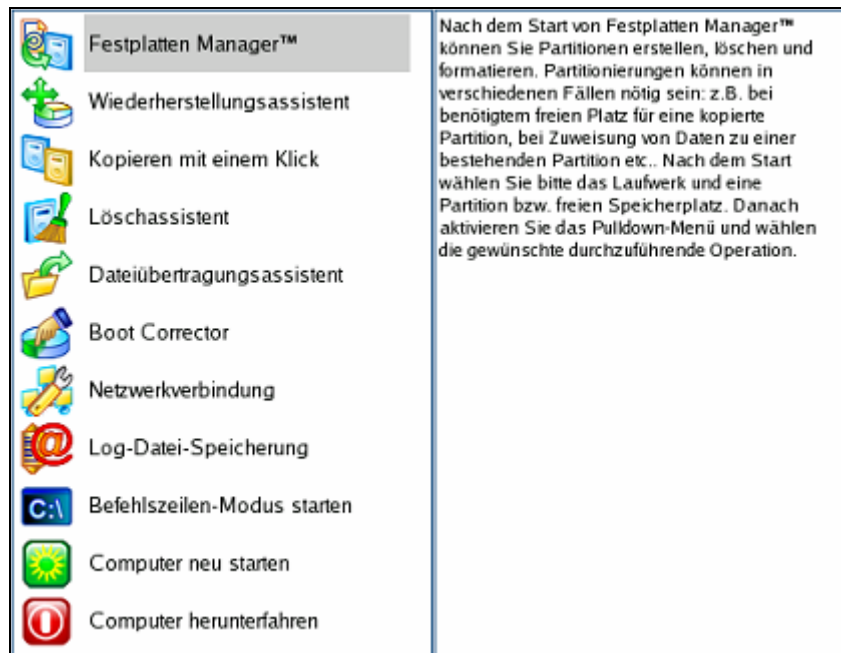 Festplatten Manager™
Wiederherstellungsassistent
Kopieren mit einem Klick
Löschassistent
Dateiübertragungsassistent
Boot Corrector
Netzwerkverbindung
@
Log-Datei-Speicherung
C:\
Befehlszeilen-Modus starten
Computer neu starten
Computer herunterfahren
Nach dem Start von Festplatten Manager™
können Sie Partitionen erstellen, löschen und
formatieren. Partitionierungen können in
verschiedenen Fällen nötig sein: z.B. bei
benötigtem freien Platz für eine kopierte
Partition, bei Zuweisung von Daten zu einer
bestehenden Partition etc.. Nach dem Start
wählen Sie bitte das Laufwerk und eine
Partition bzw. freien Speicherplatz. Danach
aktivieren Sie das Pulldown-Menü und wählen
die gewünschte durchzuführende Operation.